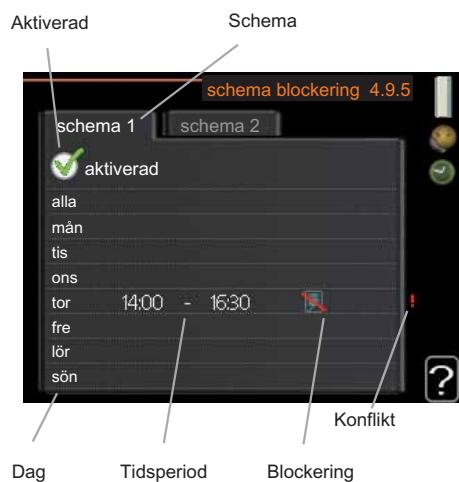 Aktiverad Schema
schema blockering 4.9.5
schema 1 schema 2
aktiverad
alla
mån
tis
ons
tor 14:00 - 16:30 !
fre
lör
sön
?
Konflikt
Dag Tidsperiod Blockering